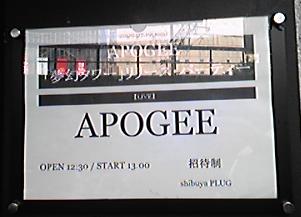 APOGEE
「夢幻タワー」リリースパーティー
【LIVE】
APOGEE
OPEN 12:30 / START 13:00 招待制
shibuya PLUG